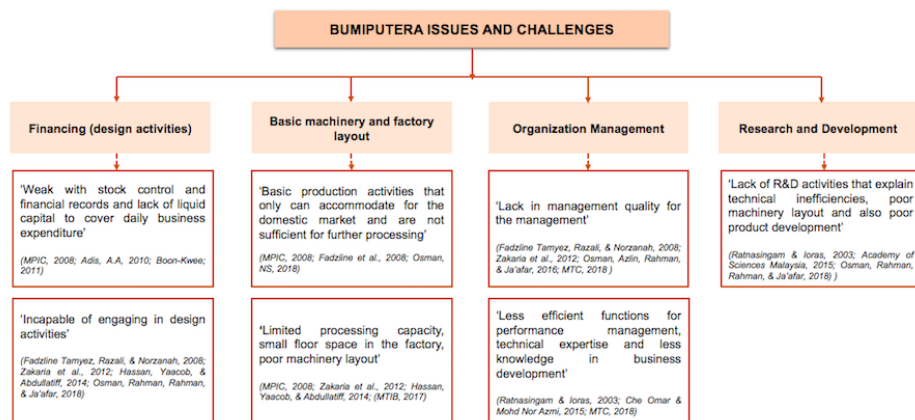 BUMIPUTERA ISSUES AND CHALLENGES
Financing (design activities)
Basic machinery and factory
layout
Organization Management
Research and Development
‘Weak with stock control and
financial records and lack of liquid
capital to cover daily business
expenditure’
(MPIC, 2008; Adis, A.A, 2010; Boon-Kwee;
2011)
‘Incapable of engaging in design
activities’
(Fadzline Tamyez, Razali, & Norzanah, 2008;
Zakaria et al., 2012; Hassan, Yaacob, &
Abdullatiff, 2014; Osman, Rahman, Rahman,
& Ja’afar, 2018)
‘Basic production activities that
only can accommodate for the
domestic market and are not
sufficient for further processing’
(MPIC, 2008; Fadzline et al., 2008; Osman,
NS, 2018)
‘Limited processing capacity,
small floor space in the factory,
poor machinery layout’
(MPIC, 2008; Zakaria et al., 2012; Hassan,
Yaacob, & Abdullatiff, 2014; (MTIB, 2017)
‘Lack in management quality for
the management’
(Fadzline Tamyez, Razali, & Norzanah, 2008;
Zakaria et al., 2012; Osman, Azlin, Rahman,
& Ja’afar, 2016; MTC, 2018 )
‘Less efficient functions for
performance management,
technical expertise and less
knowledge in business
development’
(Ratnasingam & Ioras, 2003; Che Omar &
Mohd Nor Azmi, 2015; MTC, 2018)
‘Lack of R&D activities that explain
technical inefficiencies, poor
machinery layout and also poor
product development’
(Ratnasingam & Ioras, 2003; Academy of
Sciences Malaysia, 2015; Osman, Rahman,
Rahman, & Ja’afar, 2018) )